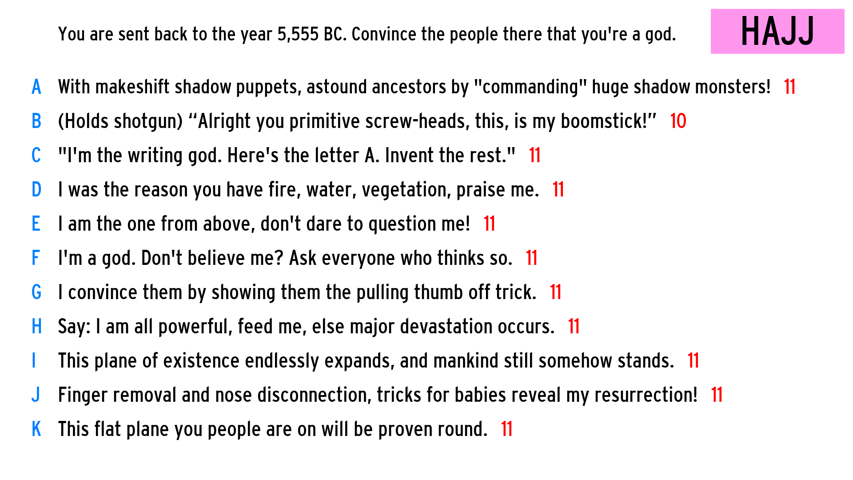 You are sent back to the year 5,555 BC. Convince the people there that you're a god.
HAJJ
A With makeshift shadow puppets, astound ancestors by "commanding" huge shadow monsters! 11
B (Holds shotgun) “Alright you primitive screw-heads, this, is my boomstick!” 10
C "I'm the writing god. Here's the letter A. Invent the rest." 11
D I was the reason you have fire, water, vegetation, praise me. 11
E I am the one from above, don't dare to question me! 11
F I'm a god. Don't believe me? Ask everyone who thinks so. 11
G I convince them by showing them the pulling thumb off trick. 11
H Say: I am all powerful, feed me, else major devastation occurs. 11
I This plane of existence endlessly expands, and mankind still somehow stands. 11
J Finger removal and nose disconnection, tricks for babies reveal my resurrection! 11
K This flat plane you people are on will be proven round. 11